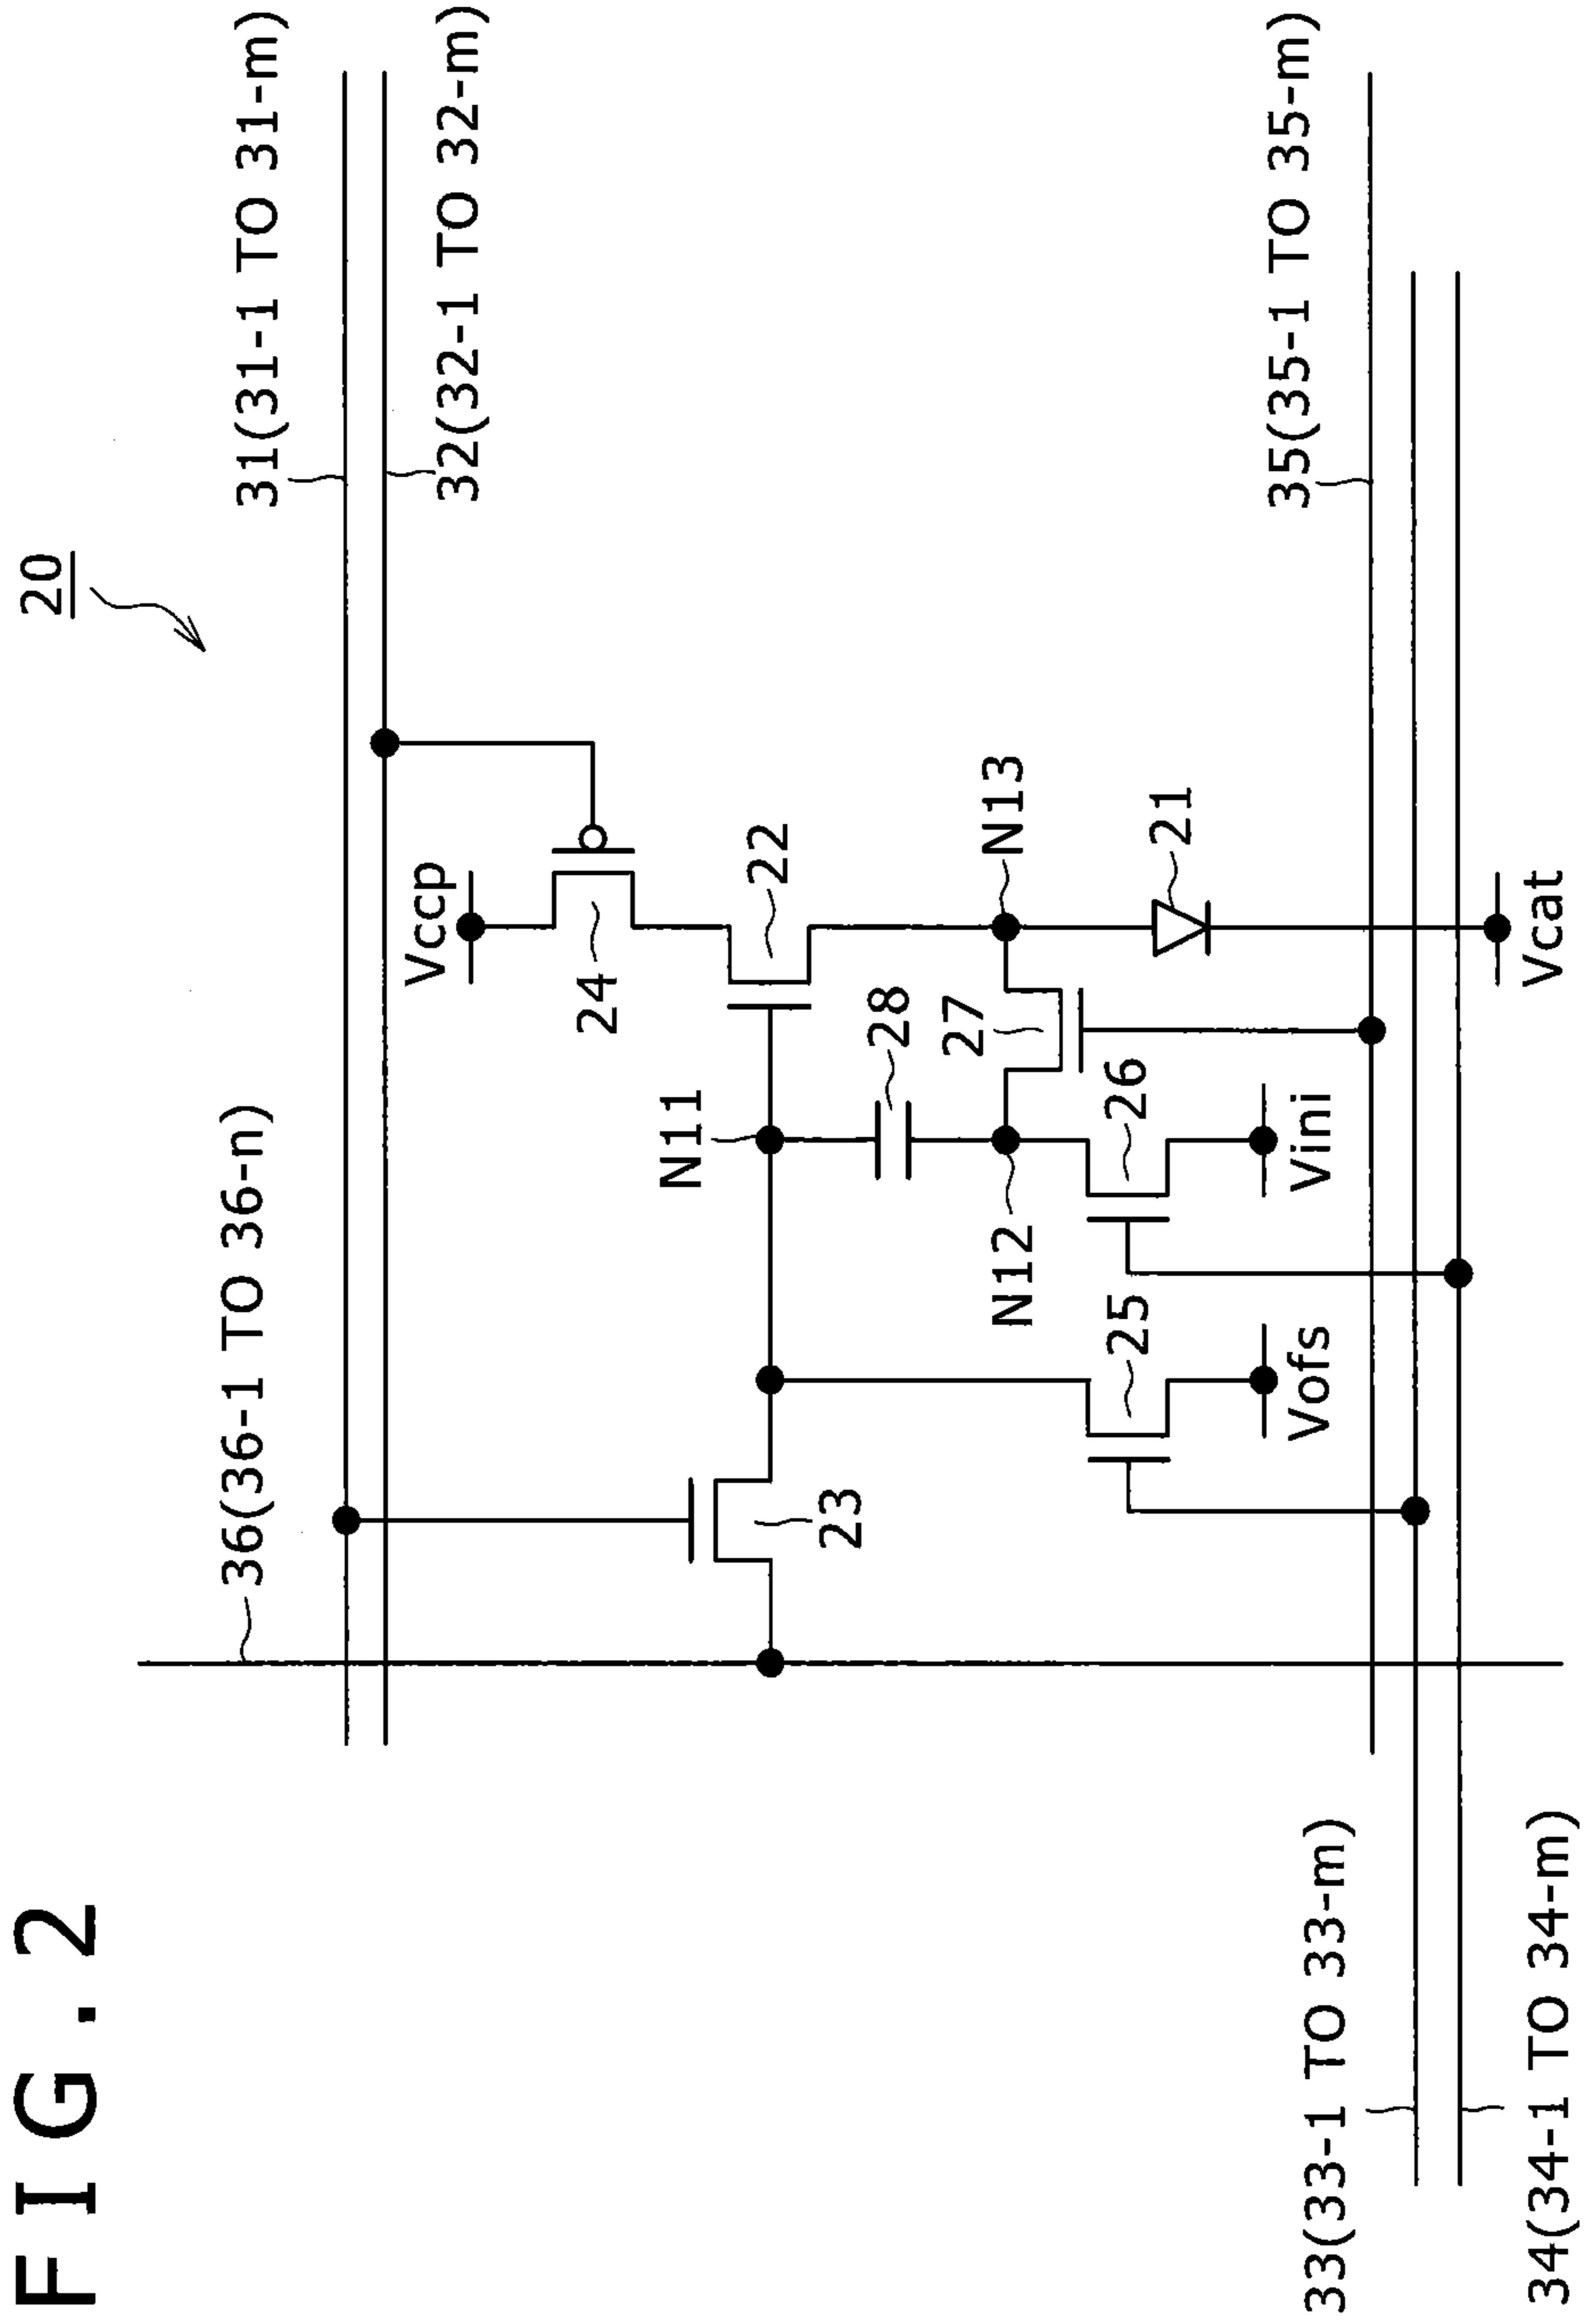 FIG.2
20
31(31-1 TO 31-m)
32(32-1 TO 32-m)
36(36-1 TO 36-n)
Vccp
24
22
N11
23
28
27
N13
N12
26
25
21
Vini
Vofs
35(35-1 TO 35-m)
33(33-1 TO 33-m)
Vcat
34(34-1 TO 34-m)